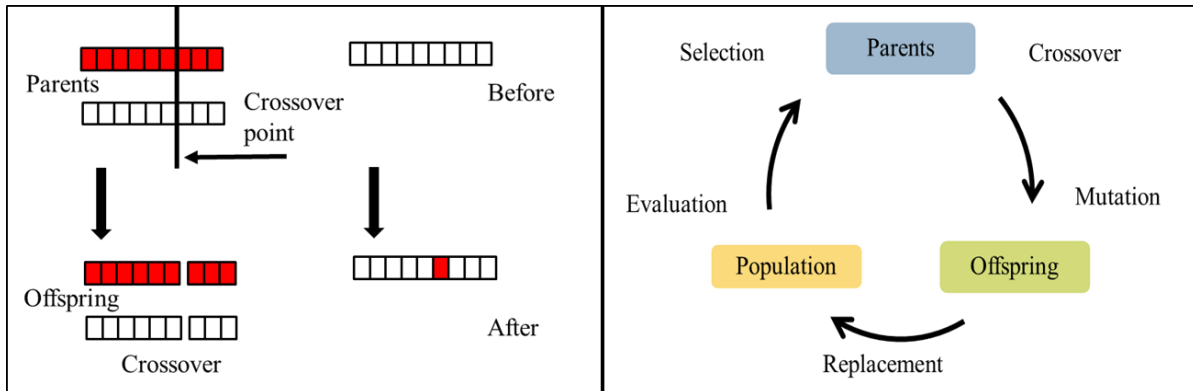 Parents
Crossover
point
Before
Offspring
Crossover
After
Selection
Parents
Crossover
Evaluation
Mutation
Population
Offspring
Replacement